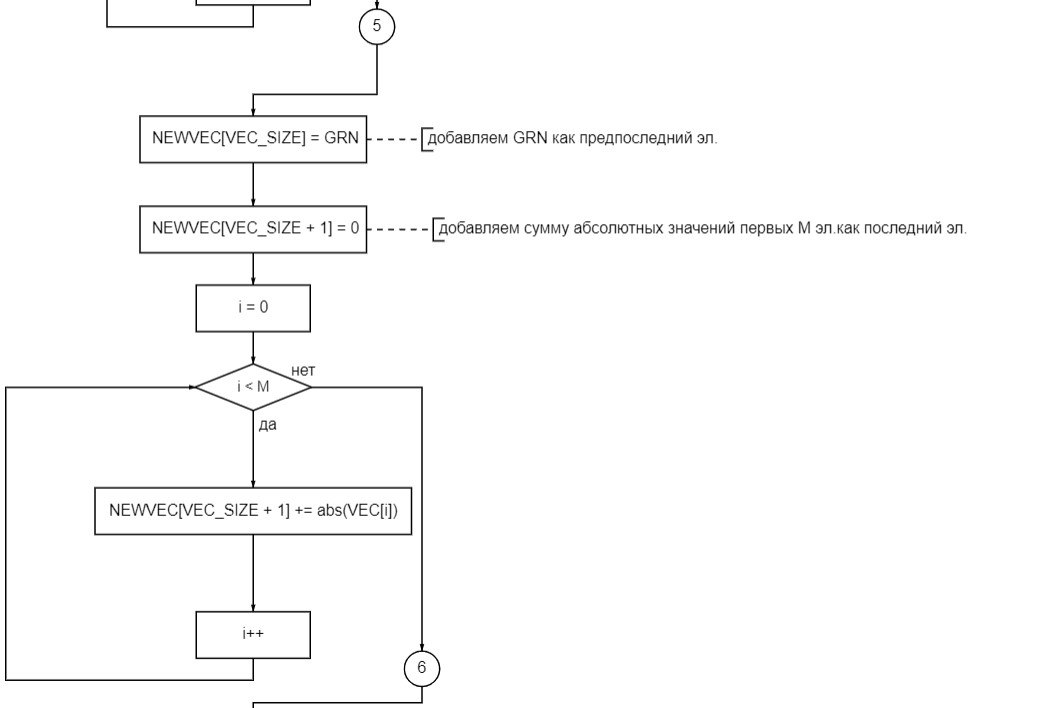 5
NEWVEC[VEC_SIZE] = GRN
добавляем GRN как предпоследний эл.
NEWVEC[VEC_SIZE + 1] = 0
добавляем сумму абсолютных значений первых M эл.как последний эл.
i = 0
нет
i < M
да
NEWVEC[VEC_SIZE + 1] += abs(VEC[i])
i++
6